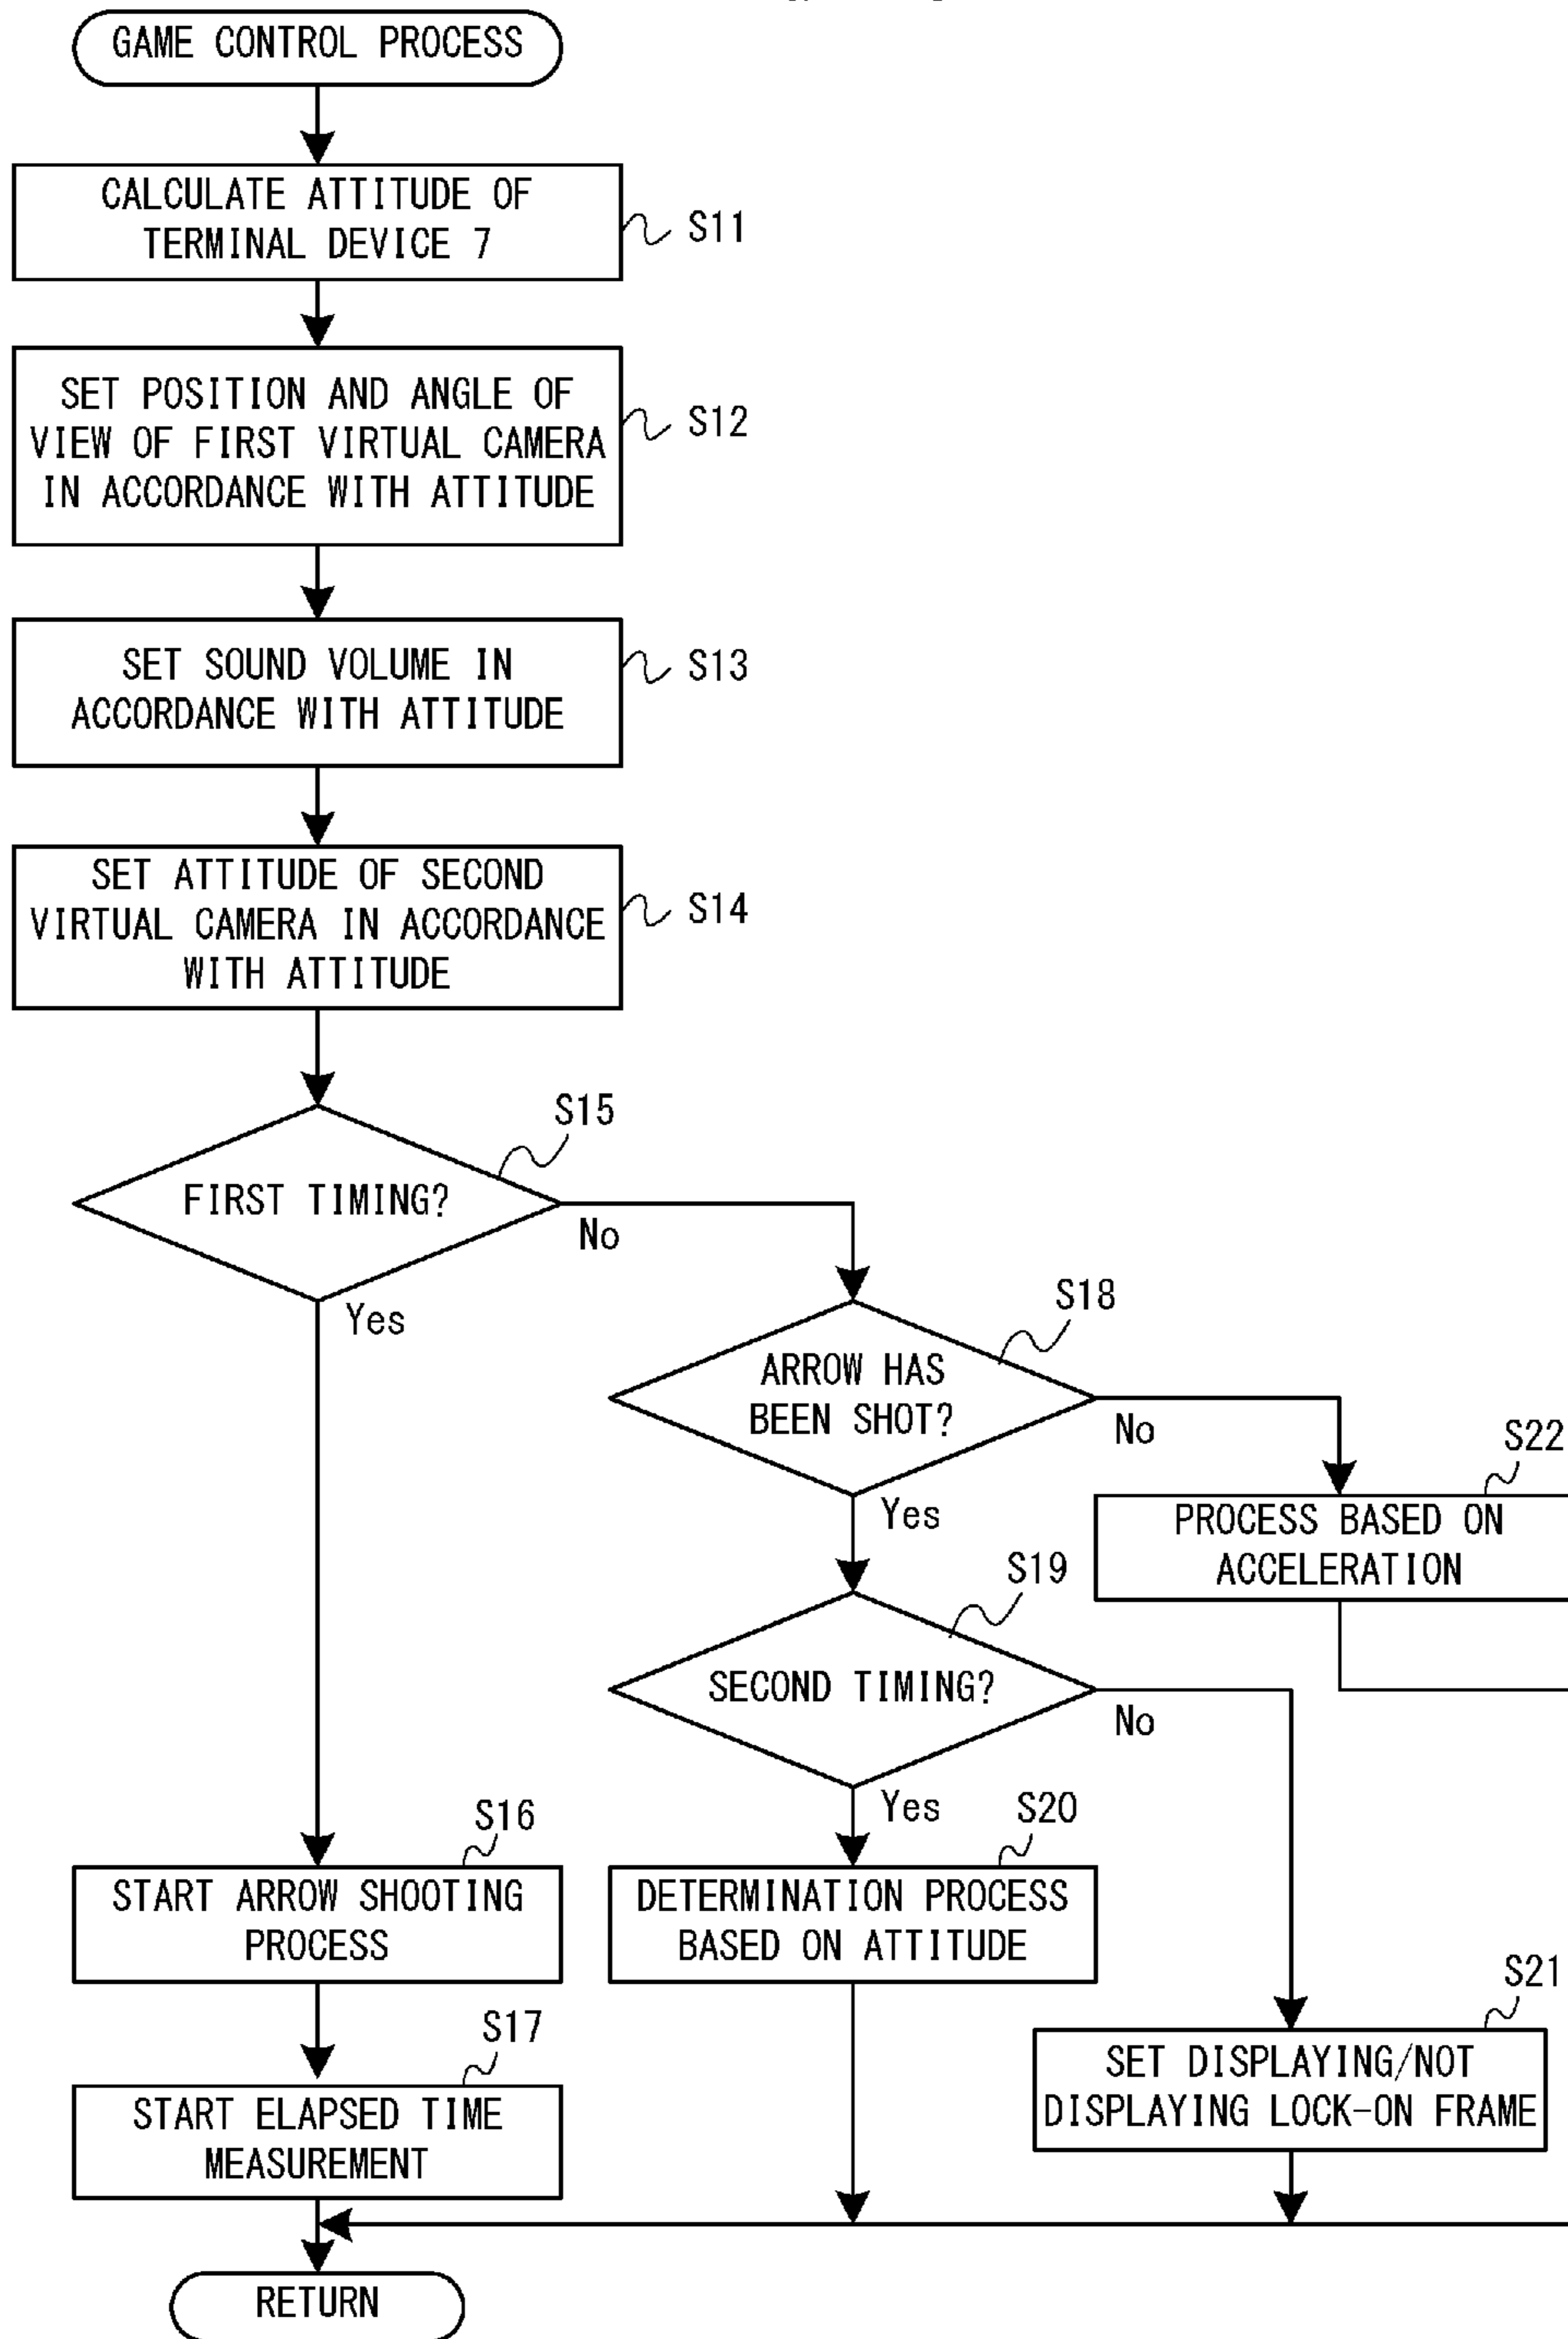 GAME CONTROL PROCESS
CALCULATE ATTITUDE OF
TERMINAL DEVICE 7
S11
SET POSITION AND ANGLE OF
VIEW OF FIRST VIRTUAL CAMERA
IN ACCORDANCE WITH ATTITUDE
S12
SET SOUND VOLUME IN
ACCORDANCE WITH ATTITUDE
S13
SET ATTITUDE OF SECOND
VIRTUAL CAMERA IN ACCORDANCE
WITH ATTITUDE
S14
S15
FIRST TIMING?
No
Yes
S18
ARROW HAS
BEEN SHOT?
No
Yes
S22
PROCESS BASED ON
ACCELERATION
S19
SECOND TIMING?
No
Yes
S16
START ARROW SHOOTING
PROCESS
S20
DETERMINATION PROCESS
BASED ON ATTITUDE
S21
SET DISPLAYING/NOT
DISPLAYING LOCK-ON FRAME
S17
START ELAPSED TIME
MEASUREMENT
RETURN